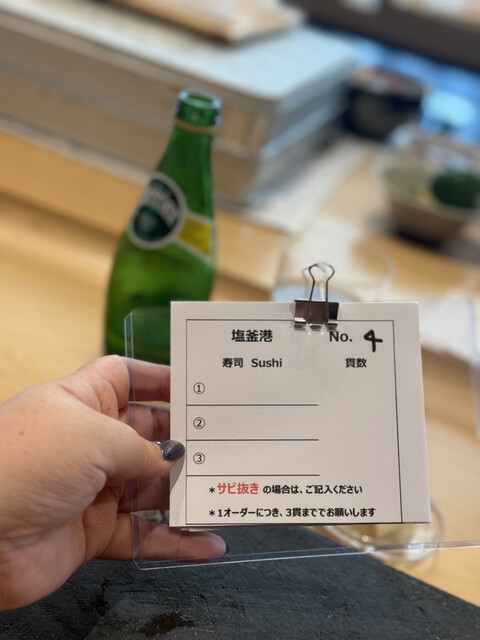 塩釜港 No. 4
寿司 Sushi 貫数
①
②
③
＊サビ抜き の場合は、ご記入ください
＊1オーダーにつき、3貫まででお願いします